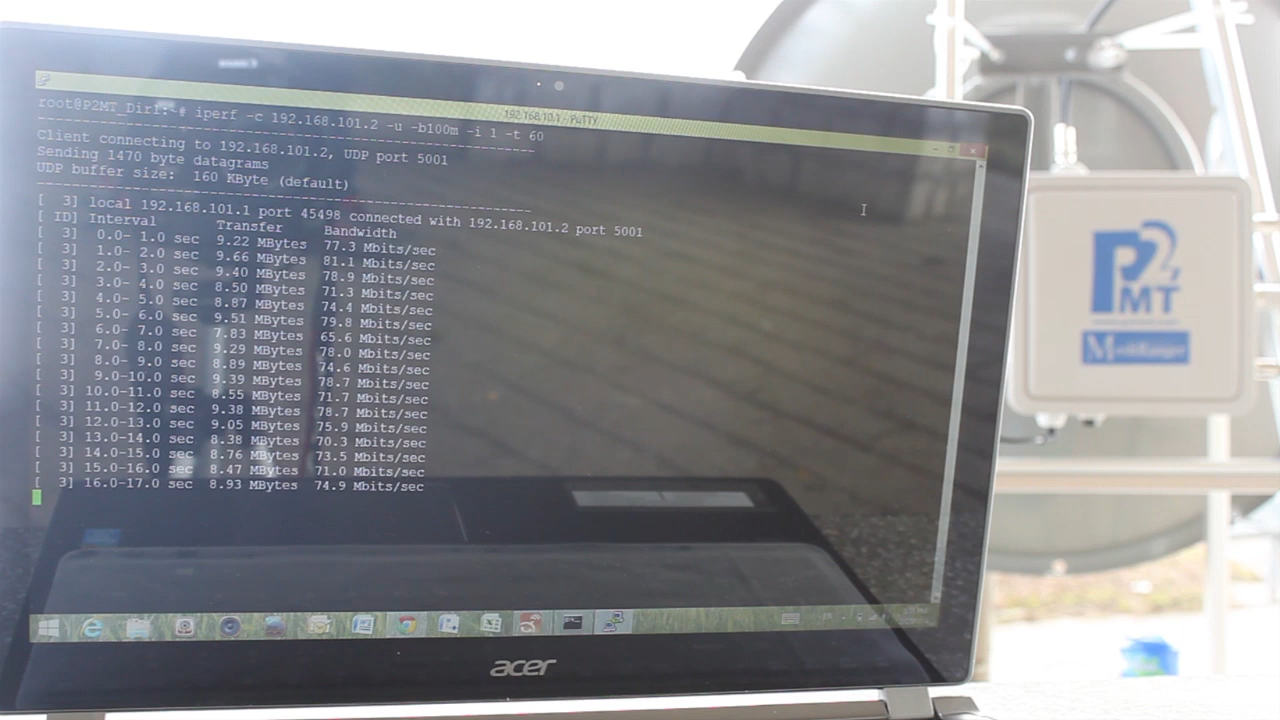 192.168.10.1 - PuTTY
root@P2MT_Dir1:~# iperf -c 192.168.101.2 -u -b100m -i 1 -t 60
------------------------------------------------------------
Client connecting to 192.168.101.2, UDP port 5001
Sending 1470 byte datagrams
UDP buffer size:  160 KByte (default)
------------------------------------------------------------
[  3] local 192.168.101.1 port 45498 connected with 192.168.101.2 port 5001
[ ID] Interval       Transfer     Bandwidth
[  3]  0.0- 1.0 sec  9.22 MBytes  77.3 Mbits/sec
[  3]  1.0- 2.0 sec  9.66 MBytes  81.1 Mbits/sec
[  3]  2.0- 3.0 sec  9.40 MBytes  78.9 Mbits/sec
[  3]  3.0- 4.0 sec  8.50 MBytes  71.3 Mbits/sec
[  3]  4.0- 5.0 sec  8.87 MBytes  74.4 Mbits/sec
[  3]  5.0- 6.0 sec  9.51 MBytes  79.8 Mbits/sec
[  3]  6.0- 7.0 sec  7.83 MBytes  65.6 Mbits/sec
[  3]  7.0- 8.0 sec  9.29 MBytes  78.0 Mbits/sec
[  3]  8.0- 9.0 sec  8.89 MBytes  74.6 Mbits/sec
[  3]  9.0-10.0 sec  9.39 MBytes  78.7 Mbits/sec
[  3] 10.0-11.0 sec  8.55 MBytes  71.7 Mbits/sec
[  3] 11.0-12.0 sec  9.38 MBytes  78.7 Mbits/sec
[  3] 12.0-13.0 sec  9.05 MBytes  75.9 Mbits/sec
[  3] 13.0-14.0 sec  8.38 MBytes  70.3 Mbits/sec
[  3] 14.0-15.0 sec  8.76 MBytes  73.5 Mbits/sec
[  3] 15.0-16.0 sec  8.47 MBytes  71.0 Mbits/sec
[  3] 16.0-17.0 sec  8.93 MBytes  74.9 Mbits/sec
acer
P2MT
MeshRanger